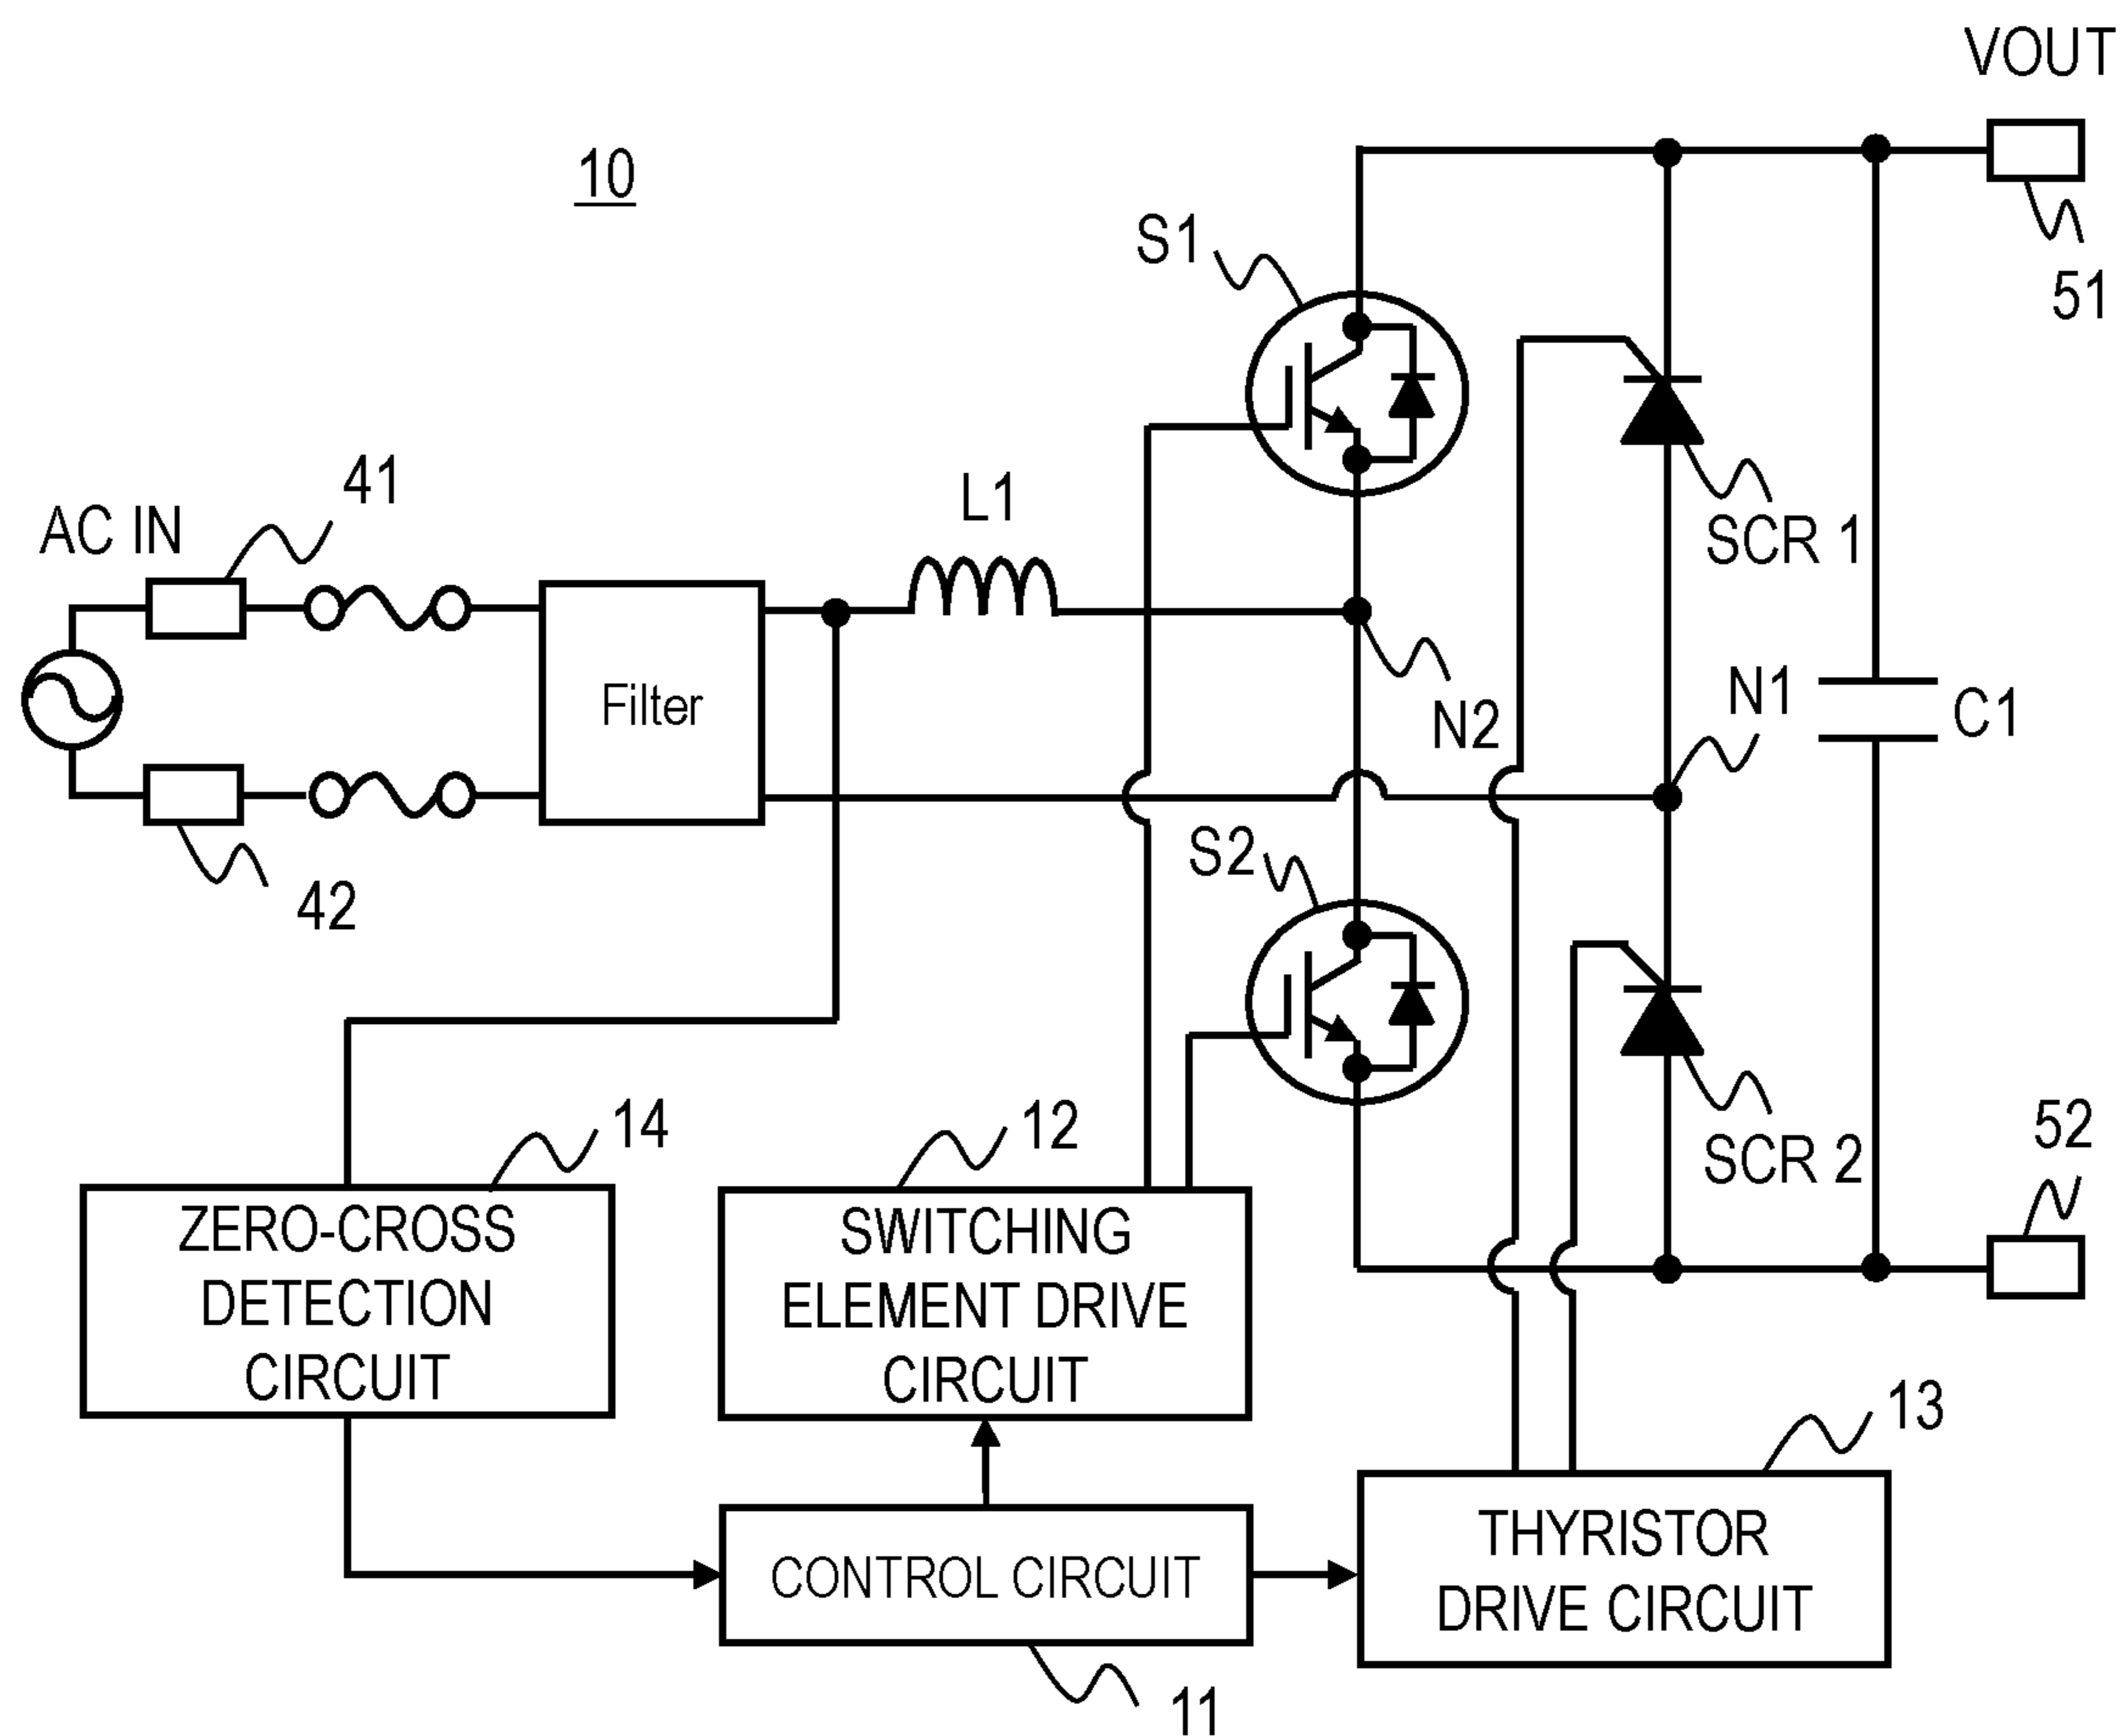 VOUT
10
S1
51
41
L1
AC IN
SCR 1
Filter
N2
N1
C1
S2
42
14
12
52
SCR 2
ZERO-CROSS
DETECTION
CIRCUIT
SWITCHING
ELEMENT DRIVE
CIRCUIT
13
CONTROL CIRCUIT
THYRISTOR
DRIVE CIRCUIT
11